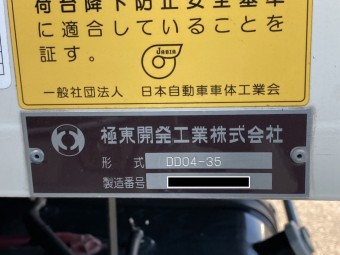 荷台降下防止安全基準
に適合していることを
証す。
JABIA
一般社団法人 日本自動車車体工業会
極東開発工業株式会社
形式 DD04-35
製造番号